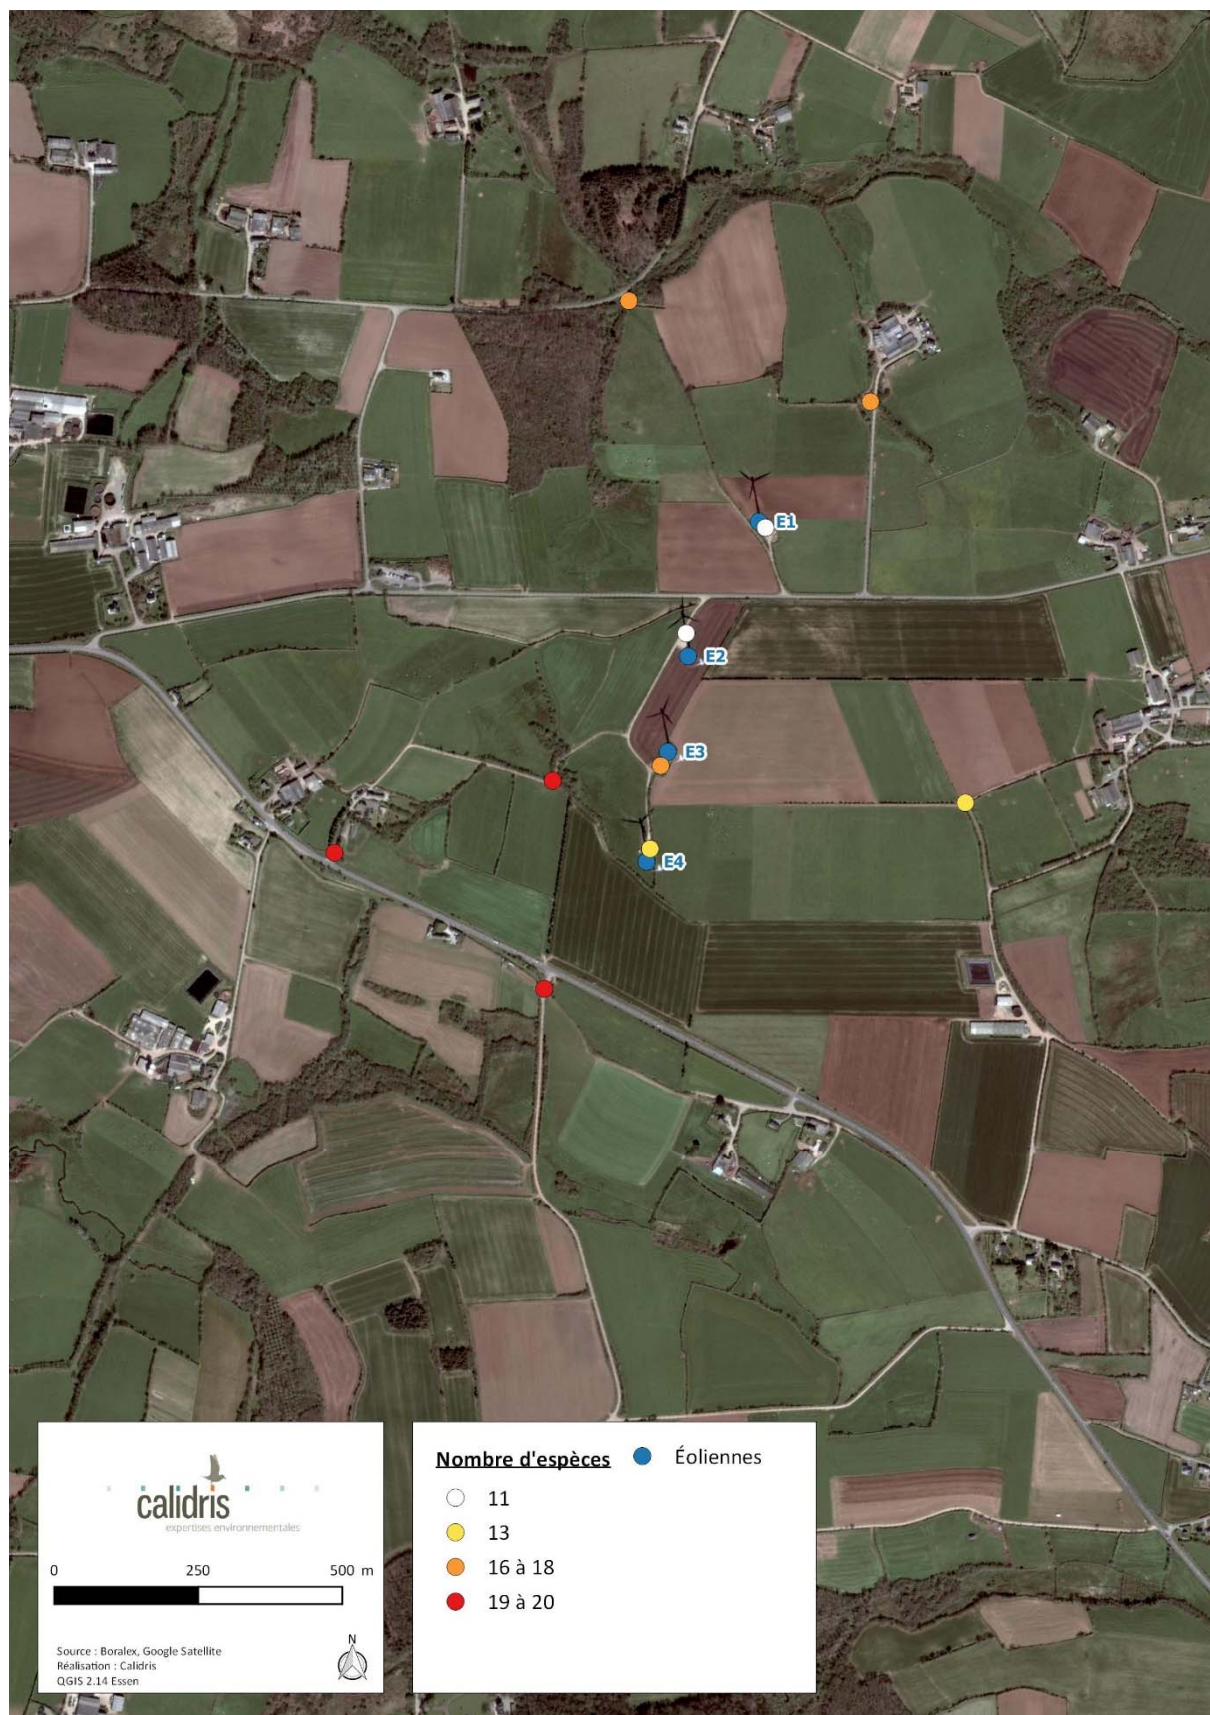 E1
E2
E3
E4
calidris
expertises environnementales
0 250 500 m
Source : Boralex, Google Satellite
Réalisation : Calidris
QGIS 2.14 Essen
N
Nombre d'espèces
Éoliennes
11
13
16 à 18
19 à 20